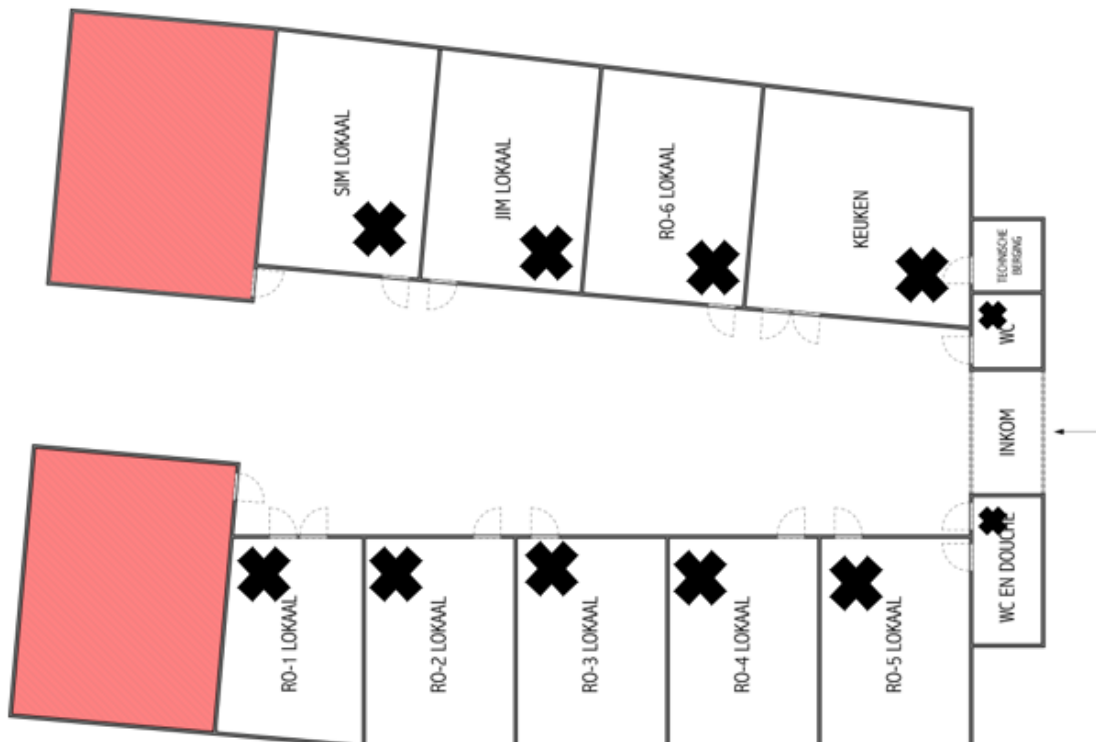 SIM LOKAAL
JIM LOKAAL
RO-6 LOKAAL
KEUKEN
TECHNISCHE
BERGING
WC
INKOM
WC EN DOUCHE
RO-1 LOKAAL
RO-2 LOKAAL
RO-3 LOKAAL
RO-4 LOKAAL
RO-5 LOKAAL